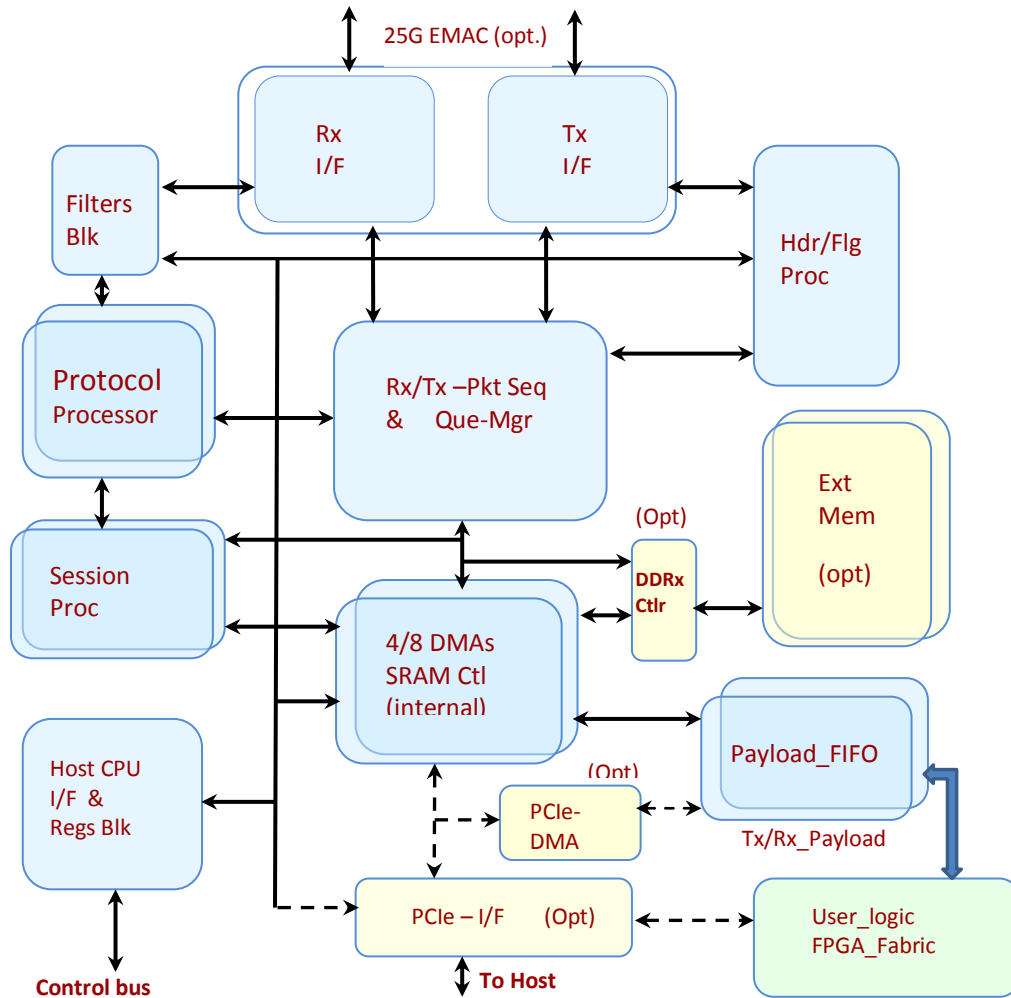 25G EMAC (opt.)
Rx
I/F
Tx
I/F
Filters
Blk
Hdr/Flg
Proc
Protocol
Processor
Rx/Tx –Pkt Seq
& Que-Mgr
Ext
Mem
(opt)
(Opt)
DDRx
Ctlr
Session
Proc
4/8 DMAs
SRAM Ctl
(internal)
Payload_FIFO
Tx/Rx_Payload
Host CPU
I/F &
Regs Blk
(Opt)
PCIe-
DMA
PCIe – I/F (Opt)
User_logic
FPGA_Fabric
To Host
Control bus